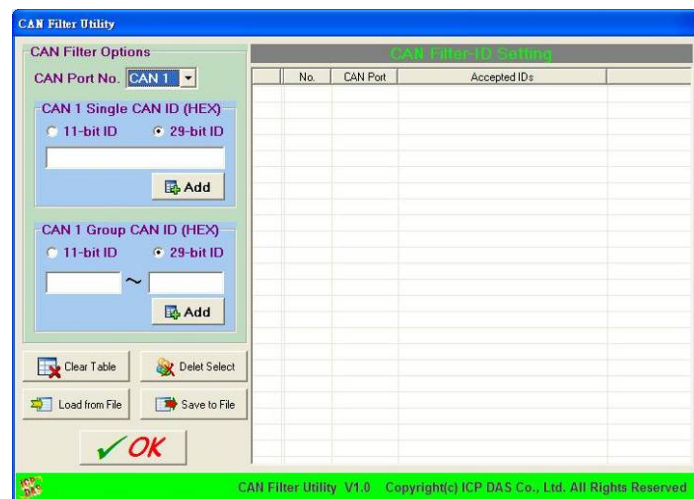 CAN Filter Utility
CAN Filter Options
CAN Port No. CAN 1
CAN 1 Single CAN ID (HEX)
11-bit ID 29-bit ID
Add
CAN 1 Group CAN ID (HEX)
11-bit ID 29-bit ID
~
Add
Clear Table Delet Select
Load from File Save to File
OK
CAN Filter-ID Setting
No. CAN Port Accepted IDs
ICP DAS
CAN Filter Utility V1.0 Copyright(c) ICP DAS Co., Ltd. All Rights Reserved